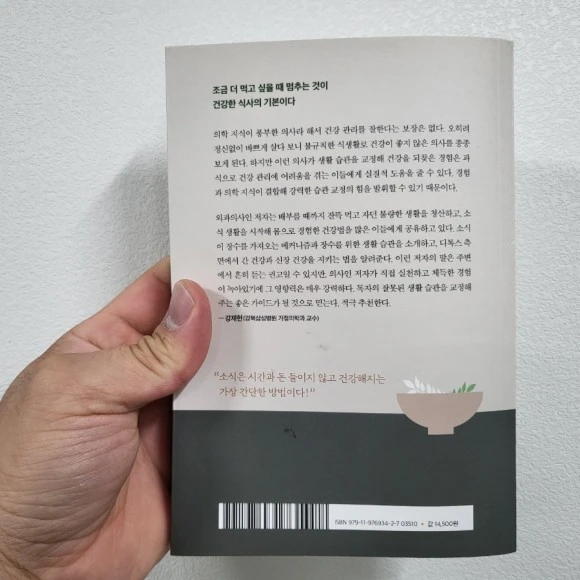 조금 더 먹고 싶을 때 멈추는 것이
건강한 식사의 기본이다
의학 지식이 풍부한 의사라 해서 건강 관리를 잘한다는 보장은 없다. 오히려
정신없이 바쁘게 살다 보니 불규칙한 식생활로 건강이 좋지 않은 의사를 종종
보게 된다. 하지만 이런 의사가 생활 습관을 교정해 건강을 되찾은 경험은 과
식으로 건강 관리에 어려움을 겪는 이들에게 실질적 도움을 줄 수 있다. 경험
과 의학 지식이 결합해 강력한 습관 교정의 힘을 발휘할 수 있기 때문이다.
외과의사인 저자는 배부를 때까지 잔뜩 먹고 자던 불량한 생활을 청산하고, 소
식 생활을 시작해 몸으로 경험한 건강법을 많은 이들에게 공유하고 있다. 소식
이 장수를 가져오는 메커니즘과 장수를 위한 생활 습관을 소개하고, 디톡스 측
면에서 간 건강과 신장 건강을 지키는 법을 알려준다. 이런 저자의 말은 주변
에서 흔히 듣는 권고일 수 있지만, 의사인 저자가 직접 실천하고 체득한 경험
이 녹아있기에 그 영향력은 매우 강력하다. 독자의 잘못된 생활 습관을 교정해
주는 좋은 가이드가 될 것으로 믿는다. 적극 추천한다.
— 강재헌(강북삼성병원 가정의학과 교수)
“소식은 시간과 돈 들이지 않고 건강해지는
가장 간단한 방법이다!”
ISBN 979-11-976934-2-7 03510 • 값 14,500원